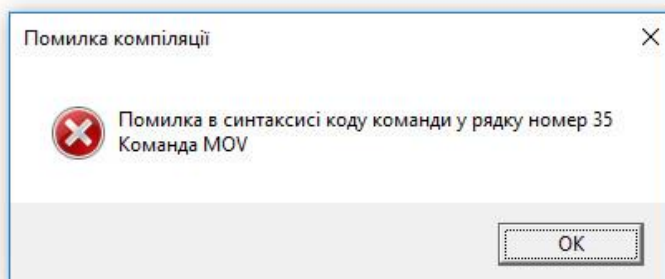 Помилка компіляції
Помилка в синтаксисі коду команди у рядку номер 35
Команда MOV
OK